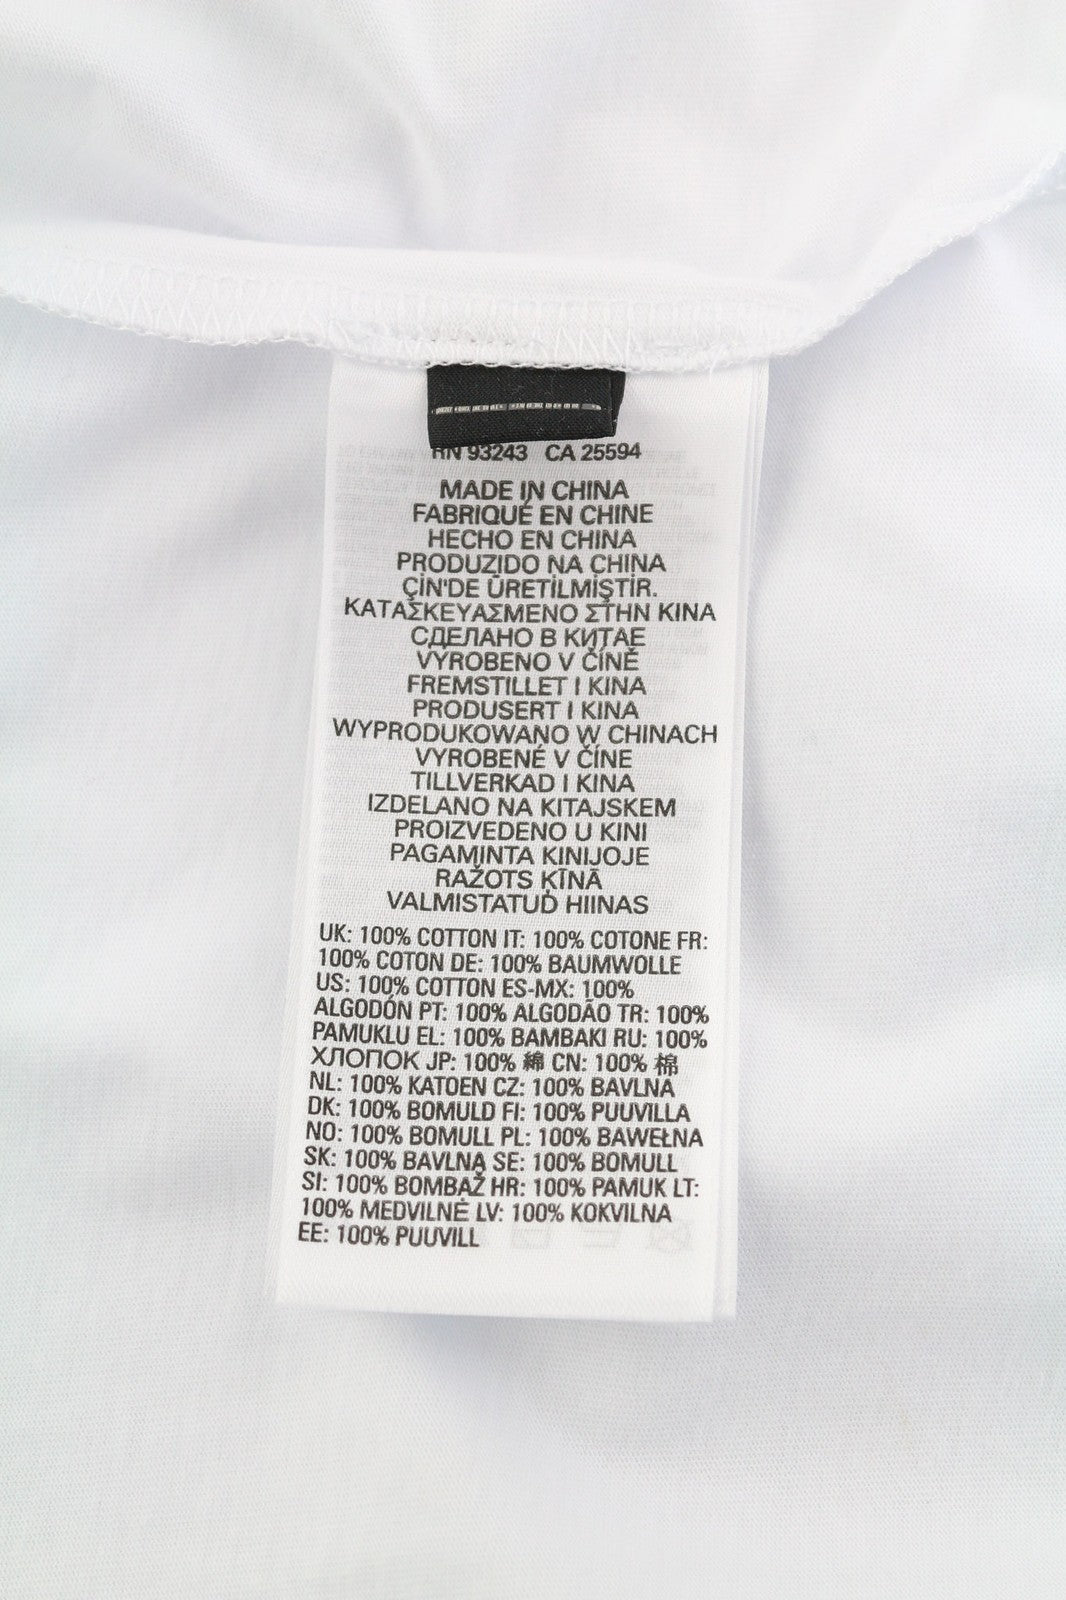 RN 93243 CA 25594
MADE IN CHINA
FABRIQUÉ EN CHINE
HECHO EN CHINA
PRODUZIDO NA CHINA
ÇİN'DE ÜRETİLMİŞTİR.
ΚΑΤΑΣΚΕΥΑΣΜΕΝΟ ΣΤΗΝ ΚΙΝΑ
СДЕЛАНО В КИТАЕ
VYROBENO V ČÍNĚ
FREMSTILLET I KINA
PRODUSERT I KINA
WYPRODUKOWANO W CHINACH
VYROBENÉ V ČÍNE
TILLVERKAD I KINA
IZDELANO NA KITAJSKEM
PROIZVEDENO U KINI
PAGAMINTA KINIJOJE
RAŽOTS ĶĪNĀ
VALMISTATUD HIINAS
UK: 100% COTTON IT: 100% COTONE FR:
100% COTON DE: 100% BAUMWOLLE
US: 100% COTTON ES-MX: 100%
ALGODÓN PT: 100% ALGODÃO TR: 100%
PAMUKLU EL: 100% ΒΑΜΒΑΚΙ RU: 100%
ХЛОПОК JP: 100% 綿 CN: 100% 棉
NL: 100% KATOEN CZ: 100% BAVLNA
DK: 100% BOMULD FI: 100% PUUVILLA
NO: 100% BOMULL PL: 100% BAWEŁNA
SK: 100% BAVLNA SE: 100% BOMULL
SI: 100% BOMBAŽ HR: 100% PAMUK LT:
100% MEDVILNĖ LV: 100% KOKVILNA
EE: 100% PUUVILL